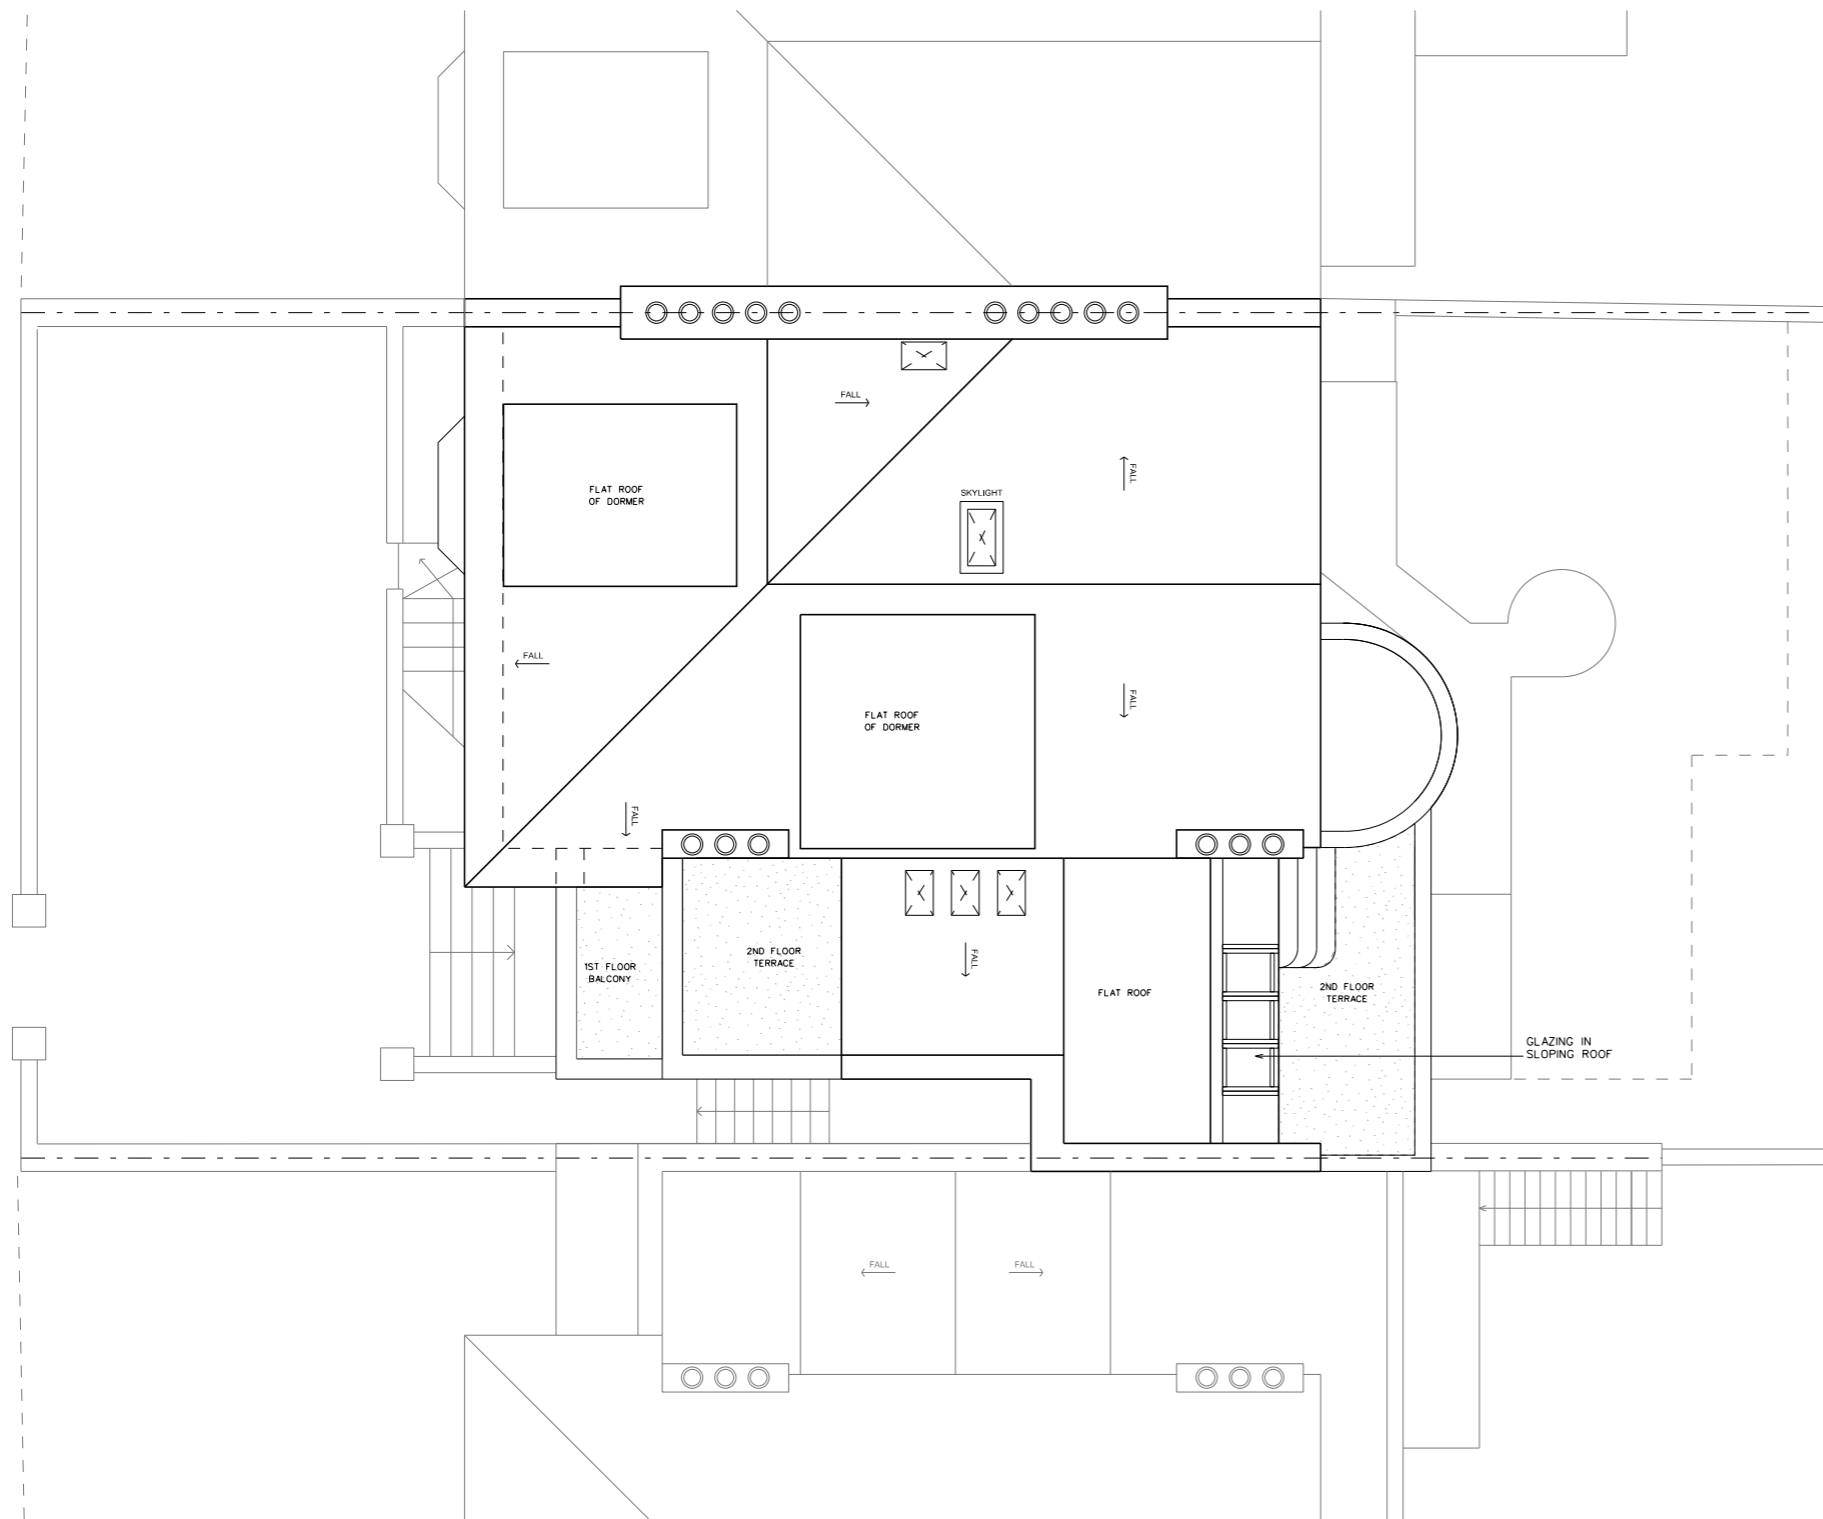 FALL
FALL
SKYLIGHT
FLAT ROOF
OF DORMER
FALL
FALL
FLAT ROOF
OF DORMER
FALL
2ND FLOOR
TERRACE
FALL
1ST FLOOR
BALCONY
FLAT ROOF
2ND FLOOR
TERRACE
GLAZING IN
SLOPING ROOF
FALL
FALL